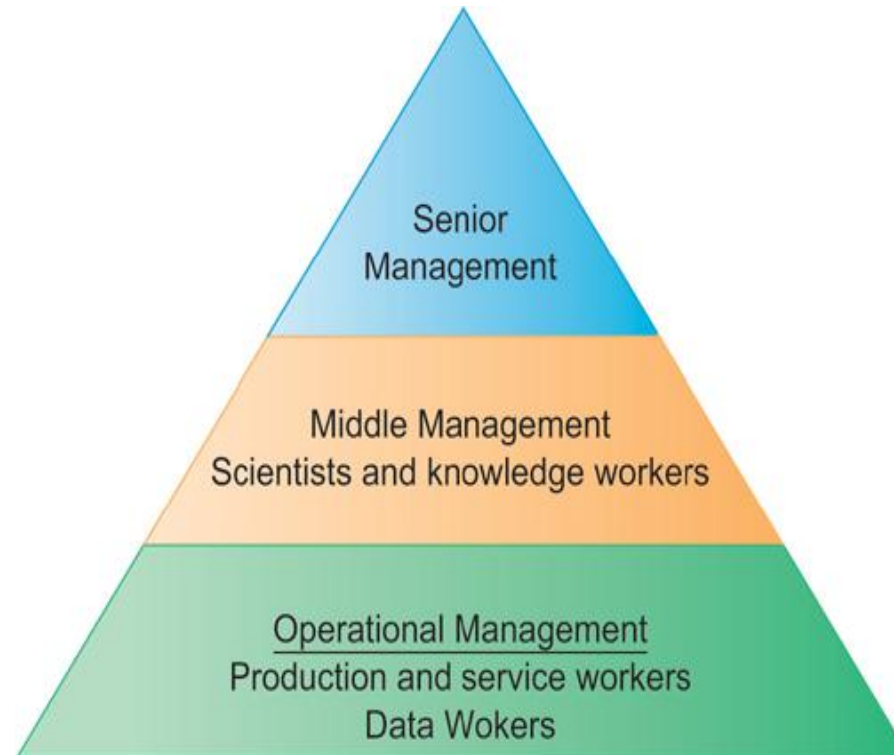 Senior
Management
Middle Management
Scientists and knowledge workers
Operational Management
Production and service workers
Data Wokers